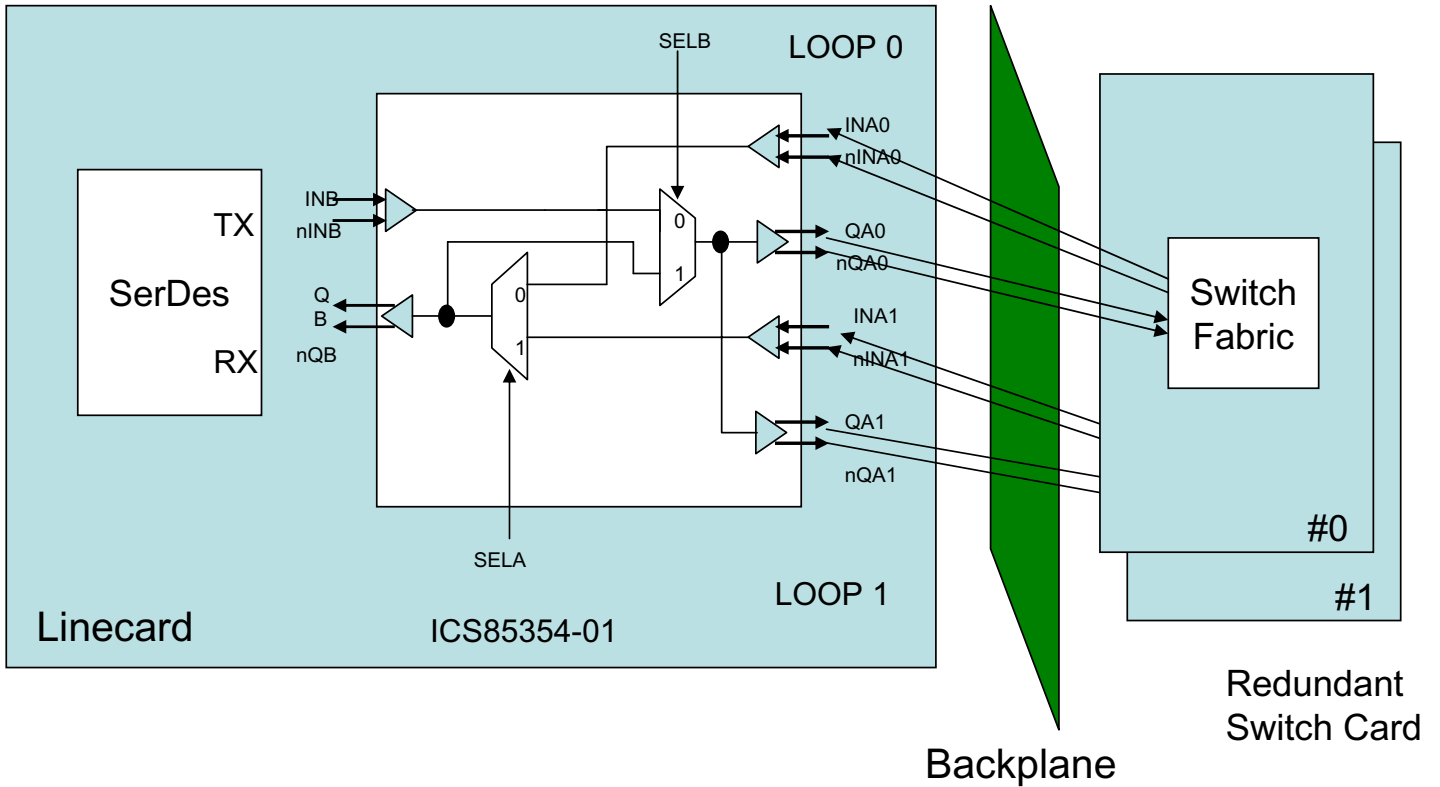 SELB
LOOP 0
INA0
nINA0
INB
nINB
TX
0
QA0
nQA0
SerDes
1
Switch
Fabric
Q
B
0
INA1
nQB
RX
1
nINA1
QA1
nQA1
#0
SELA
LOOP 1
#1
Linecard
ICS85354-01
Redundant
Switch Card
Backplane